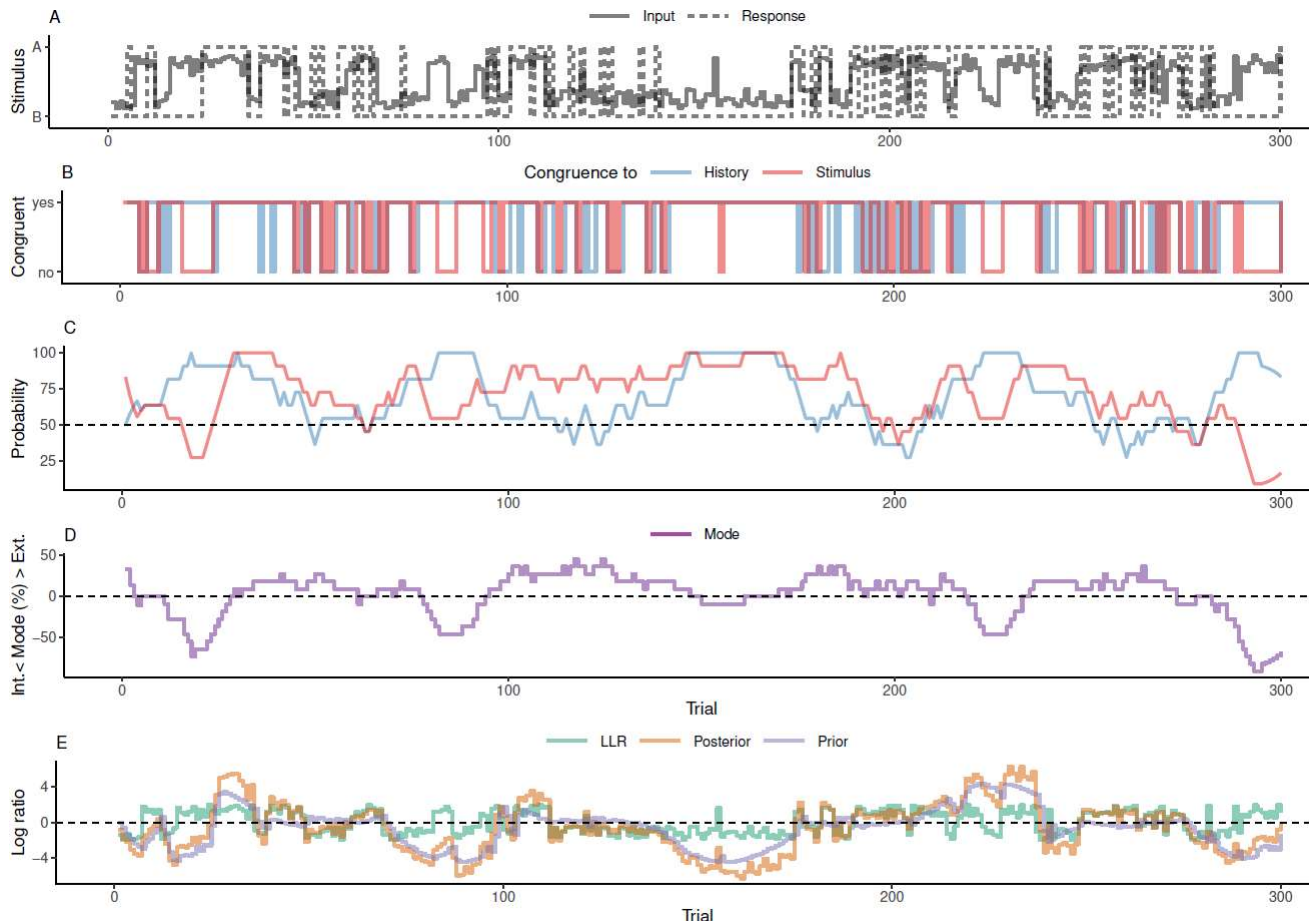 A
Input Response
Stimulus
A
B
0 100 200 300
B
Congruence to History Stimulus
Congruent
yes
no
0 100 200 300
C
Probability
100
75
50
25
0 100 200 300
D
Mode
Int.< Mode (%) > Ext.
50
0
−50
0 100 200 300
Trial
E
LLR Posterior Prior
Log ratio
4
0
−4
0 100 200 300
Trial